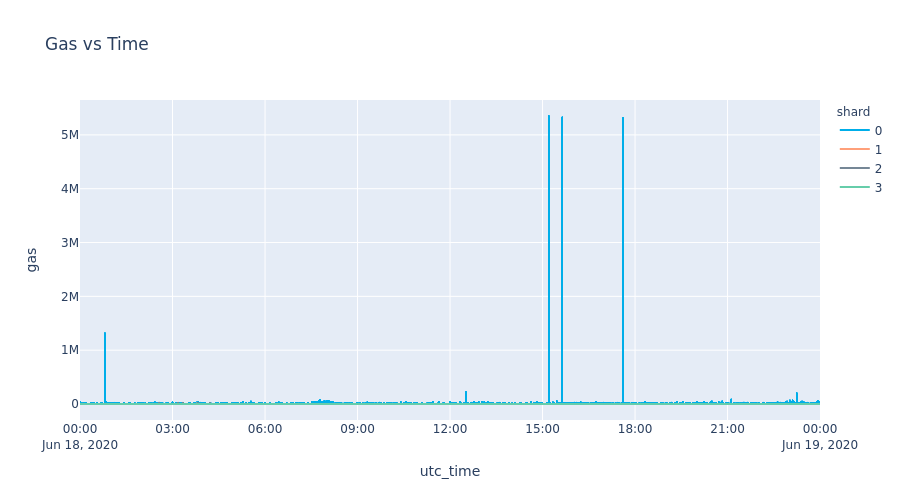 Gas vs Time
shard
0
1
2
3
5M
4M
3M
2M
1M
0
gas
00:00 03:00 06:00 09:00 12:00 15:00 18:00 21:00 00:00
Jun 18, 2020 Jun 19, 2020
utc_time